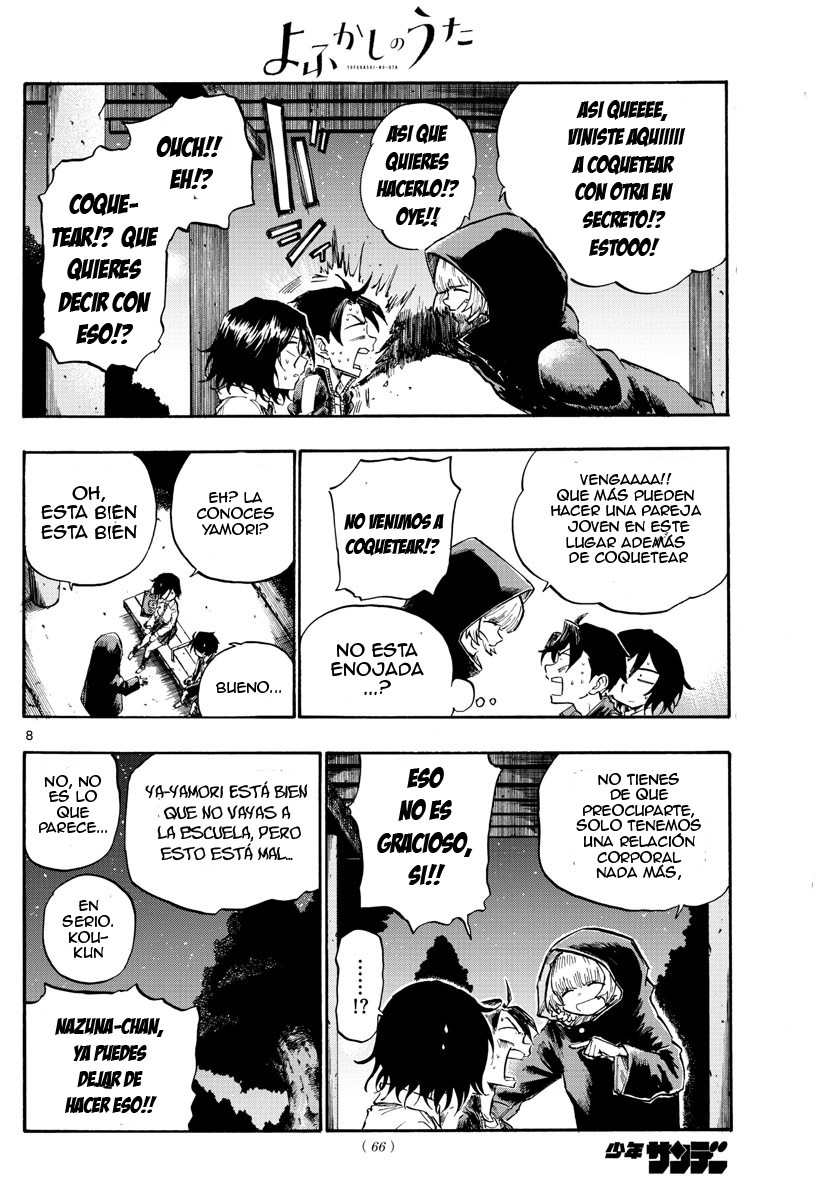 よふかしのうた
YOFUKASHI-NO-UTA
ASI QUEEEE,
VINISTE AQUIIIII
A COQUETEAR
CON OTRA EN
SECRETO!?
ESTOOO!
ASI QUE
QUIERES
HACERLO!?
OYE!!
OUCH!!
EH!?
COQUE-
TEAR!? QUE
QUIERES
DECIR CON
ESO!?
VENGAAAA!!
QUE MÁS PUEDEN
HACER UNA PAREJA
JOVEN EN ESTE
LUGAR ADEMÁS
DE COQUETEAR
NO VENIMOS A
COQUETEAR!?
NO ESTA
ENOJADA
...?
EH? LA
CONOCES
YAMORI?
OH,
ESTA BIEN
ESTA BIEN
BUENO...
8
NO TIENES
DE QUE
PREOCUPARTE,
SOLO TENEMOS
UNA RELACIÓN
CORPORAL
NADA MÁS,
ESO
NO ES
GRACIOSO,
SI!!
......
!?
YA-YAMORI ESTÁ BIEN
QUE NO VAYAS A
LA ESCUELA, PERO
ESTO ESTÁ MAL...
NO, NO
ES LO
QUE
PARECE...
EN
SERIO.
KOU-
KUN
NAZUNA-CHAN,
YA PUEDES
DEJAR DE
HACER ESO!!
(66)
少年サンデー